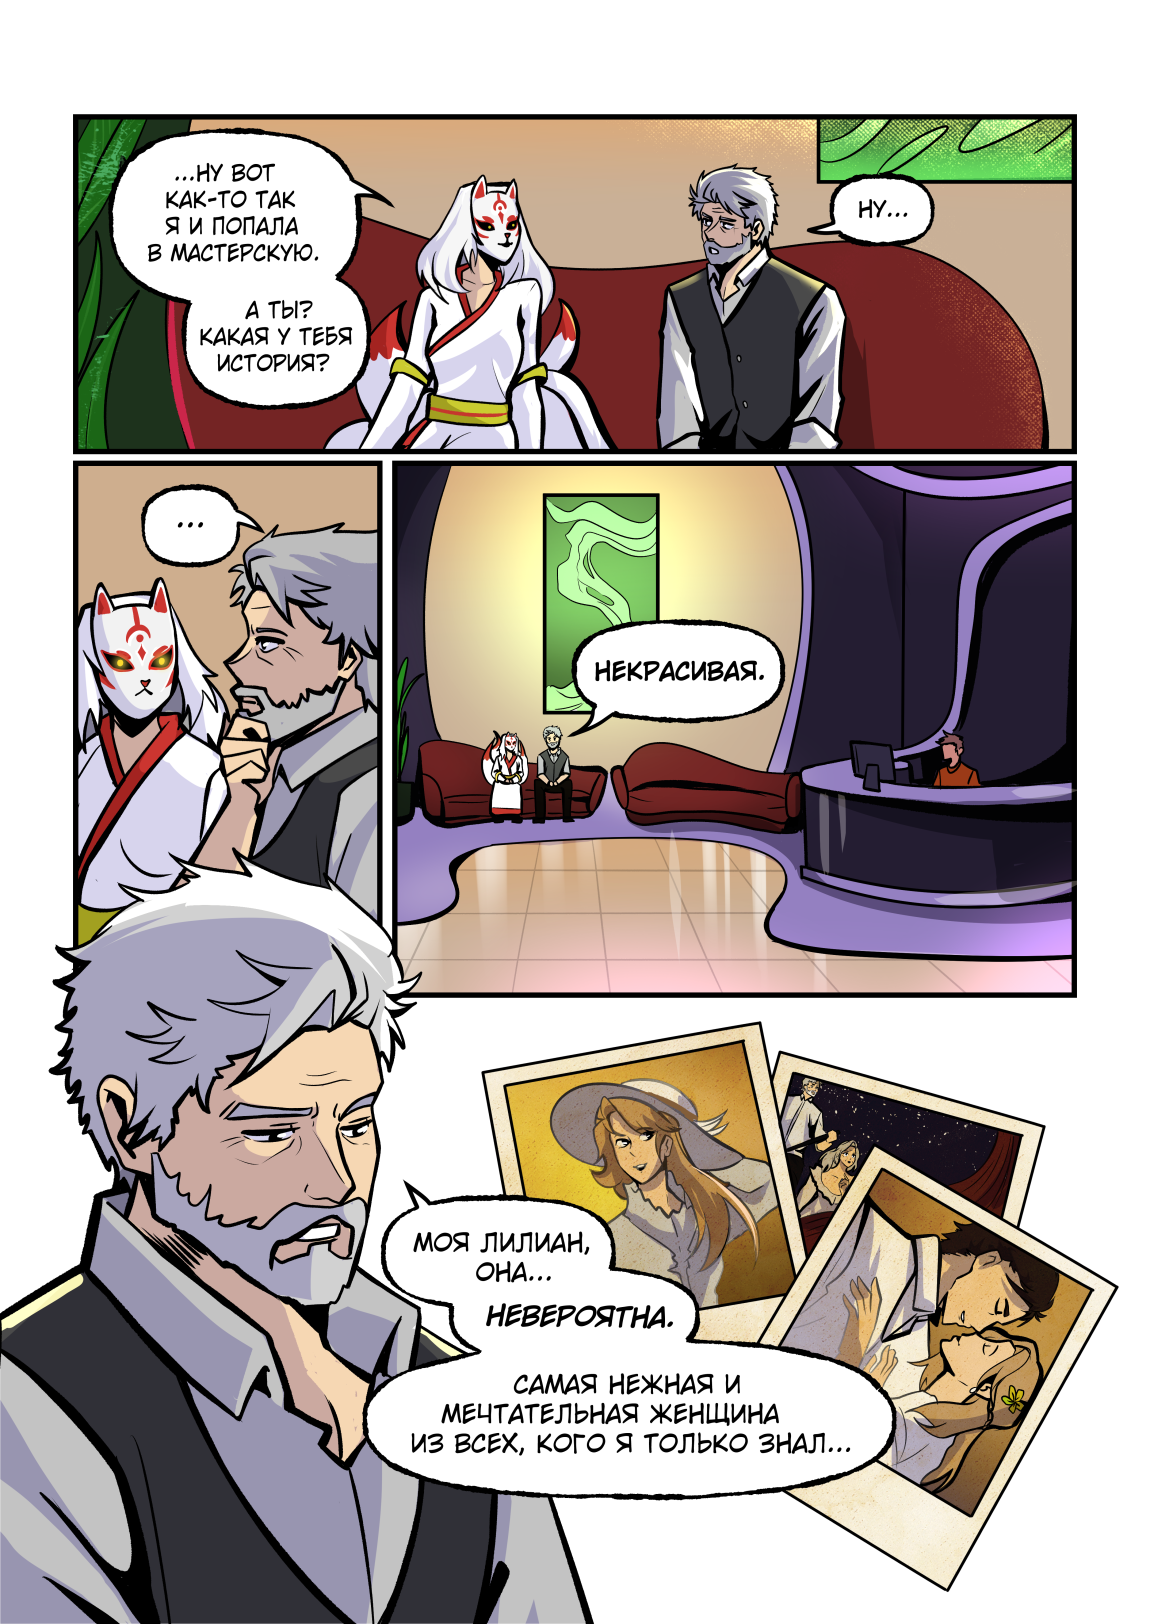 ...НУ ВОТ
КАК-ТО ТАК
Я И ПОПАЛА
В МАСТЕРСКУЮ.
А ТЫ?
КАКАЯ У ТЕБЯ
ИСТОРИЯ?
НУ...
...
НЕКРАСИВАЯ.
МОЯ ЛИЛИАН,
ОНА...
НЕВЕРОЯТНА.
САМАЯ НЕЖНАЯ И
МЕЧТАТЕЛЬНАЯ ЖЕНЩИНА
ИЗ ВСЕХ, КОГО Я ТОЛЬКО ЗНАЛ...